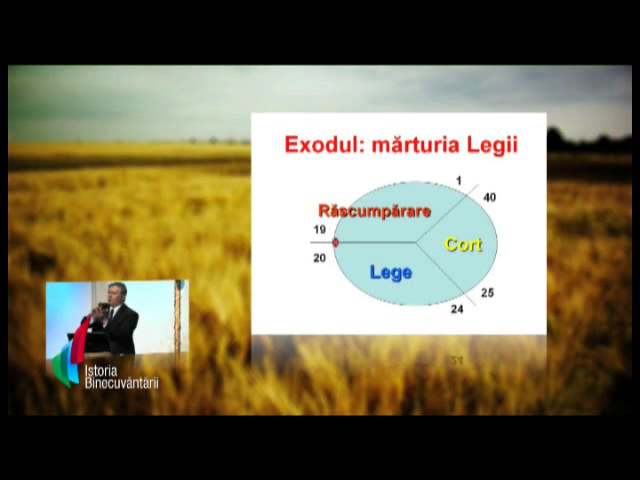 Exodul: mărturia Legii
1
40
Răscumpărare
19
Cort
20
Lege
25
24
Istoria
Binecuvântării